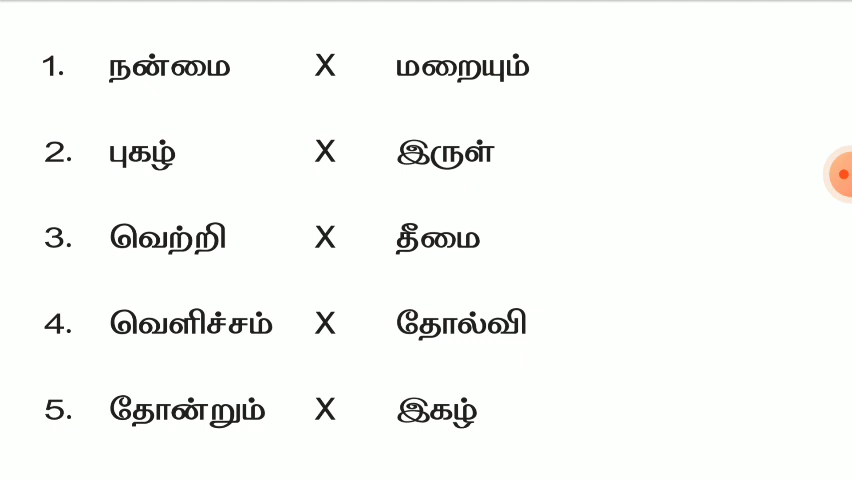 1. நன்மை X மறையும்
2. புகழ் X இருள்
3. வெற்றி X தீமை
4. வெளிச்சம் X தோல்வி
5. தோன்றும் X இகழ்